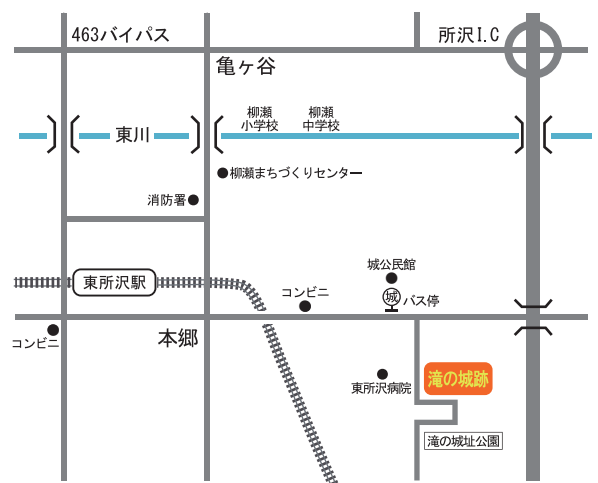 463バイパス
所沢I.C
亀ヶ谷
柳瀬
小学校
柳瀬
中学校
東川
柳瀬まちづくりセンター
消防署
城公民館
東所沢駅
コンビニ
城
バス停
コンビニ
本郷
滝の城跡
東所沢病院
滝の城址公園